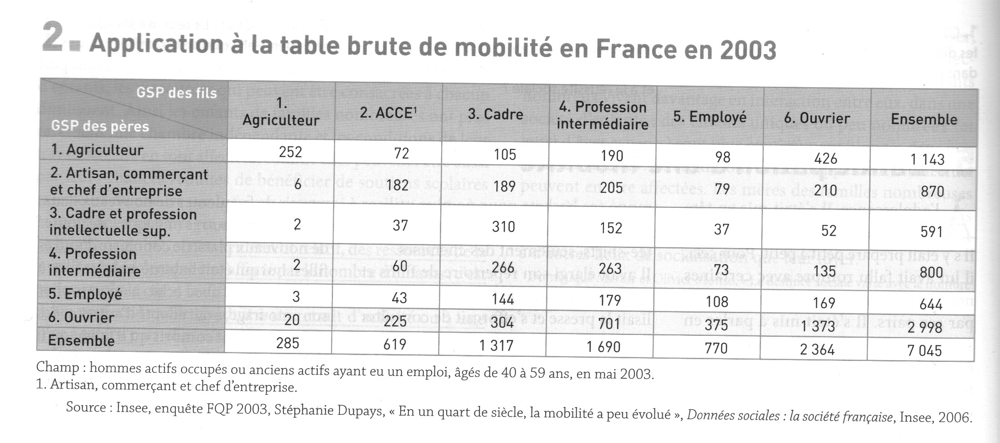 2. Application à la table brute de mobilité en France en 2003
GSP des fils
GSP des pères
1. Agriculteur
2. ACCE¹
3. Cadre
4. Profession intermédiaire
5. Employé
6. Ouvrier
Ensemble
1. Agriculteur 252 72 105 190 98 426 1 143
2. Artisan, commerçant
et chef d'entreprise 6 182 189 205 79 210 870
3. Cadre et profession
intellectuelle sup. 2 37 310 152 37 52 591
4. Profession
intermédiaire 2 60 266 263 73 135 800
5. Employé 3 43 144 179 108 169 644
6. Ouvrier 20 225 304 701 375 1 373 2 998
Ensemble 285 619 1 317 1 690 770 2 364 7 045
Champ : hommes actifs occupés ou anciens actifs ayant eu un emploi, âgés de 40 à 59 ans, en mai 2003.
1. Artisan, commerçant et chef d'entreprise.
Source : Insee, enquête FQP 2003, Stéphanie Dupays, « En un quart de siècle, la mobilité a peu évolué », Données sociales : la société française, Insee, 2006.